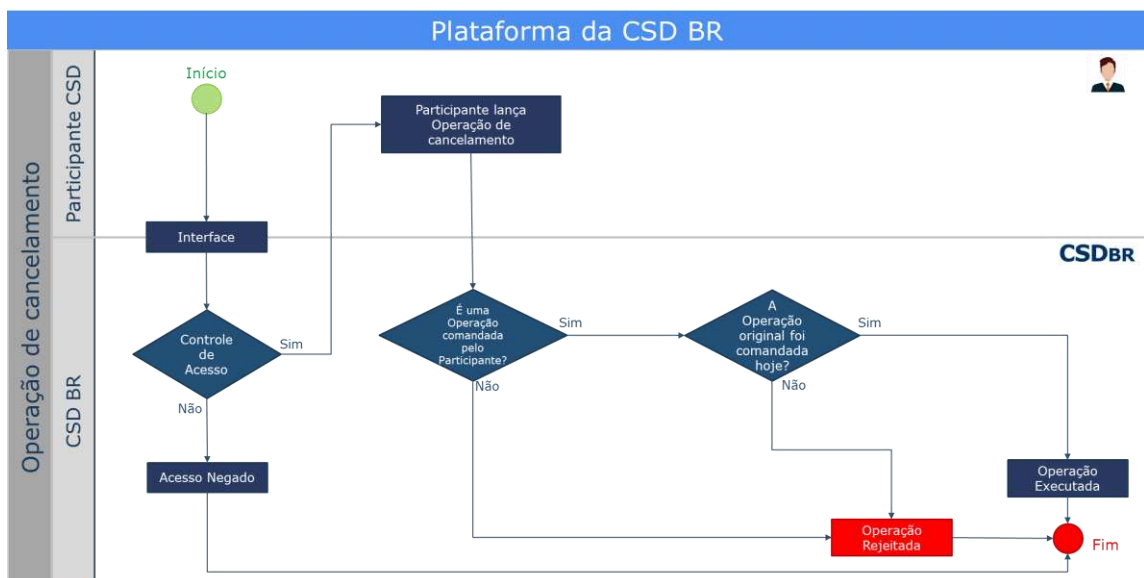 Plataforma da CSD BR
Operação de cancelamento
Participante CSD
Início
Participante lança
Operação de
cancelamento
Interface
CSD BR
CSDBR
Controle
de
Acesso
Sim
Não
Acesso Negado
É uma
Operação
comandada
pelo
Participante?
Sim
Não
A
Operação
original foi
comandada
hoje?
Sim
Não
Operação
Executada
Operação
Rejeitada
Fim